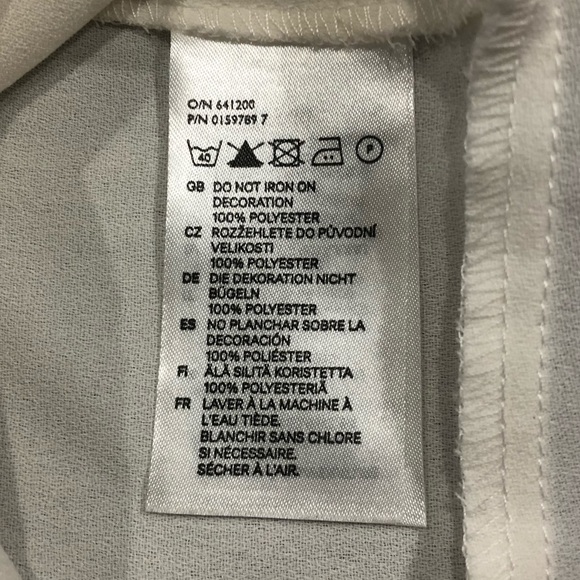 O/N 641200
P/N 0159789 7
40 P
GB DO NOT IRON ON
DECORATION
100% POLYESTER
CZ ROZŽEHLETE DO PŮVODNÍ
VELIKOSTI
100% POLYESTER
DE DIE DEKORATION NICHT
BÜGELN
100% POLYESTER
ES NO PLANCHAR SOBRE LA
DECORACIÓN
100% POLIÉSTER
FI ÄLÄ SILITÄ KORISTETTA
100% POLYESTERIÄ
FR LAVER À LA MACHINE À
L'EAU TIÈDE.
BLANCHIR SANS CHLORE
SI NÉCESSAIRE.
SÉCHER À L'AIR.